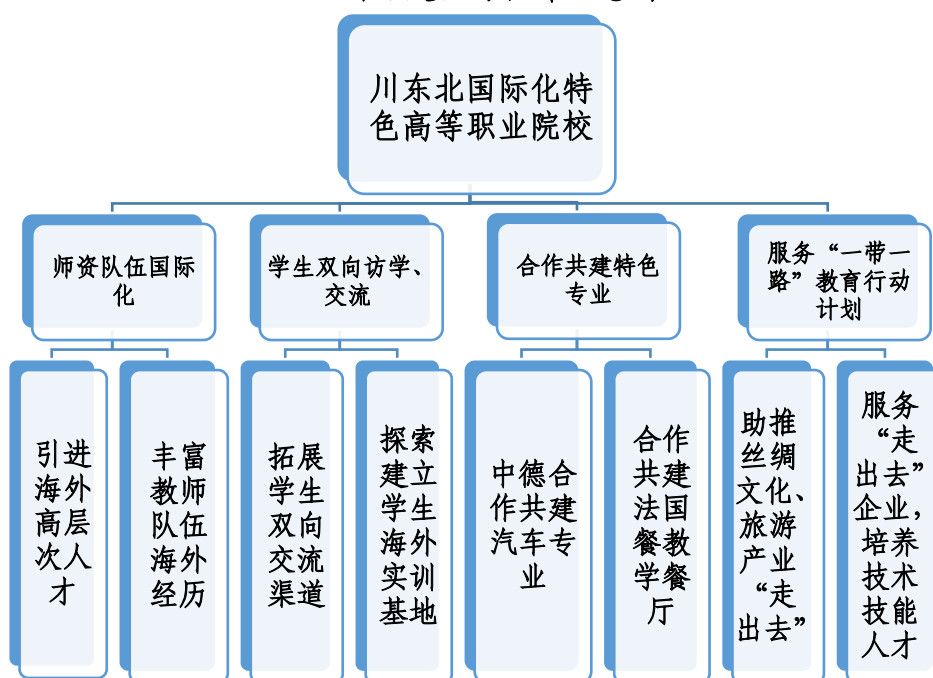 川东北国际化特
色高等职业院校
师资队伍国际
化
学生双向访学、
交流
合作共建特色
专业
服务“一带一
路”教育行动
计划
引进
海外
高层
次人
才
丰富
教师
队伍
海外
经历
拓展
学生
双向
交流
渠道
探索
建立
学生
海外
实训
基地
中德合
作共建
汽车专
业
合作
共建
法国
餐教
学餐
厅
助推
丝绸
文化、
旅游
产业
“走
出去”
服务
“走
出去”
企业，
培养
技术
技能
人才